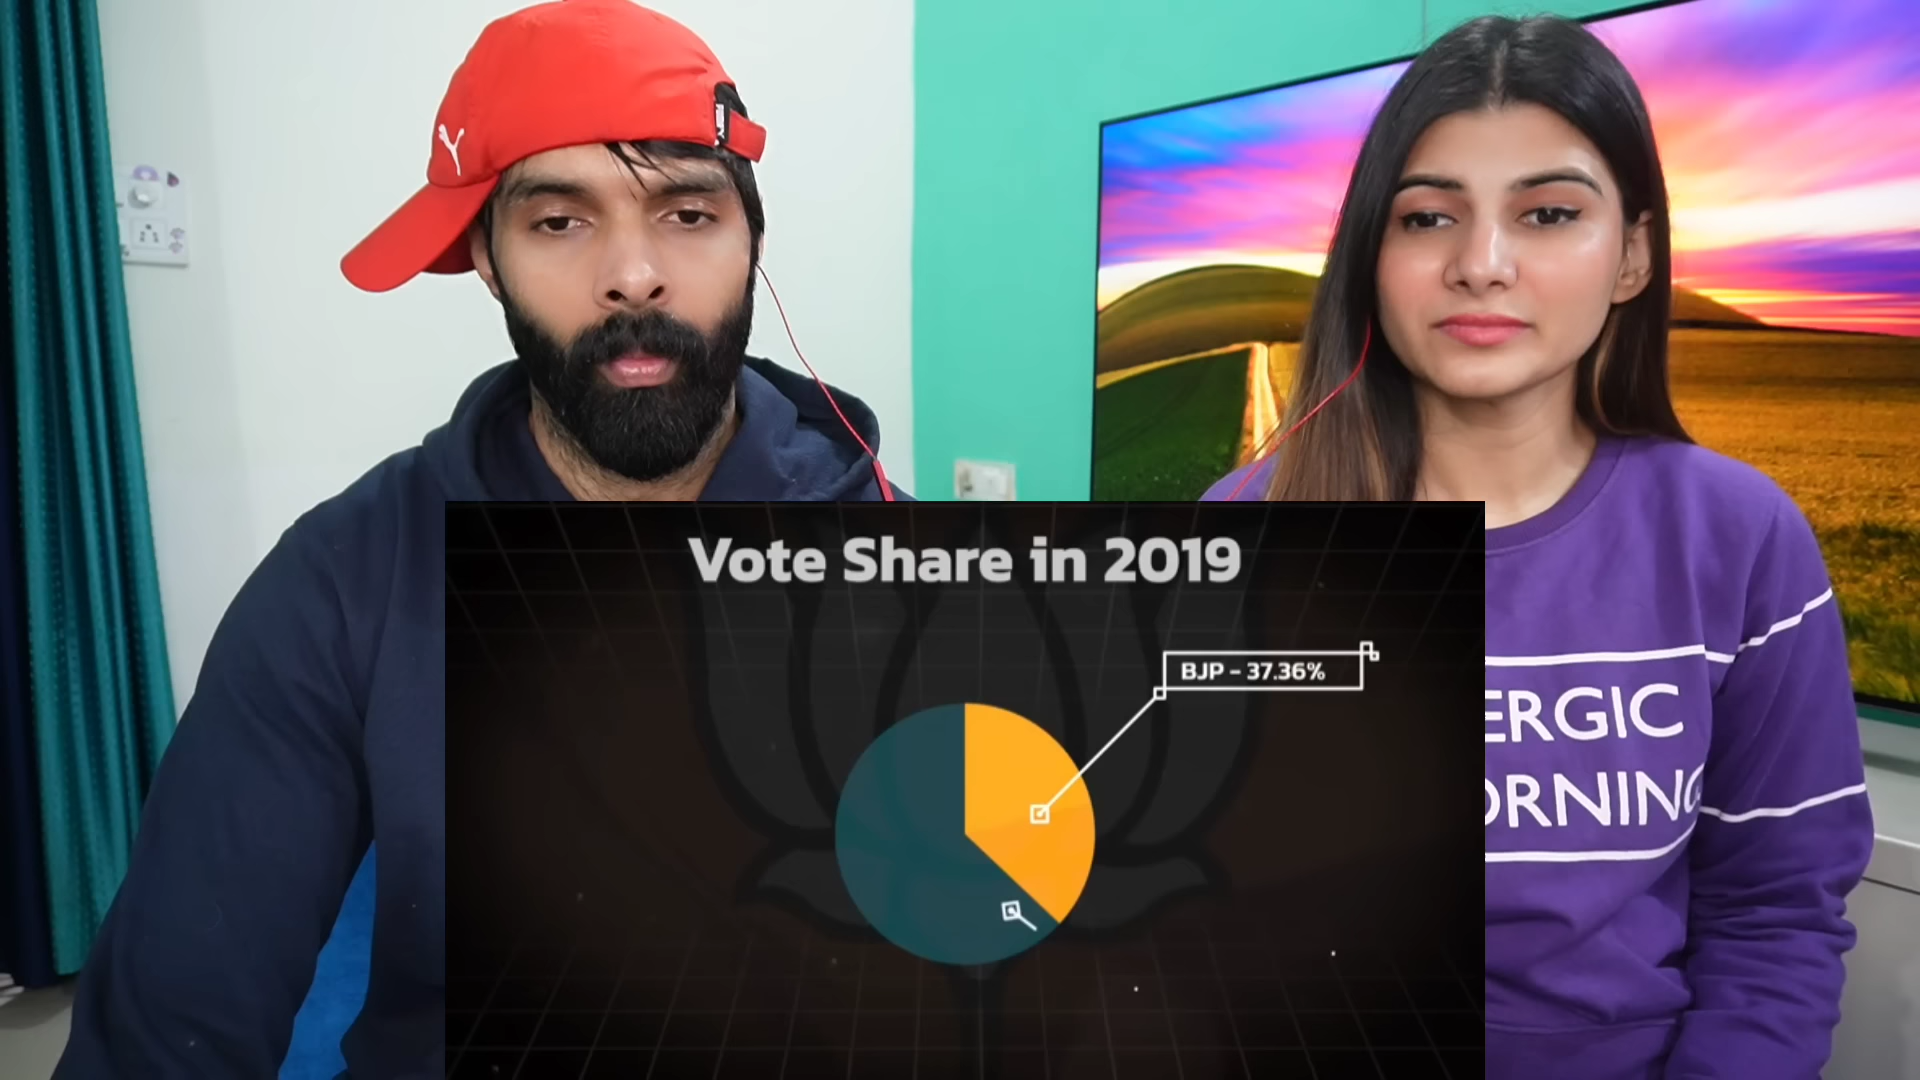 Vote Share in 2019
BJP – 37.36%
ERGIC
ORNING